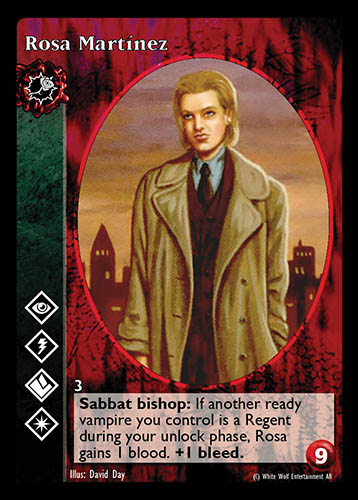 Rosa Martínez
3
Sabbat bishop: If another ready
vampire you control is a Regent
during your unlock phase, Rosa
gains 1 blood. +1 bleed.
9
Illus: David Day
(C) White Wolf Entertainment AB